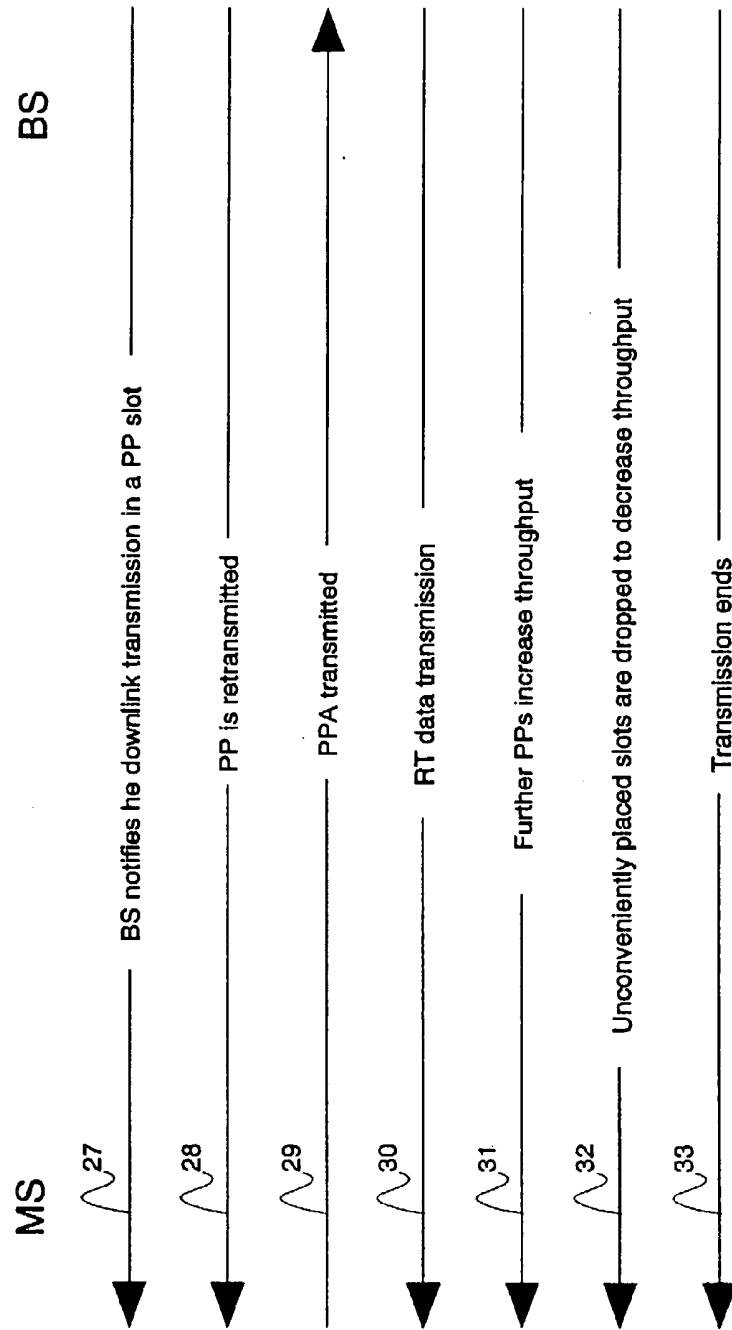 MS
BS
27
BS notifies he downlink transmission in a PP slot
28
PP is retransmitted
29
PPA transmitted
30
RT data transmission
31
Further PPs increase throughput
32
Unconveniently placed slots are dropped to decrease throughput
33
Transmission ends